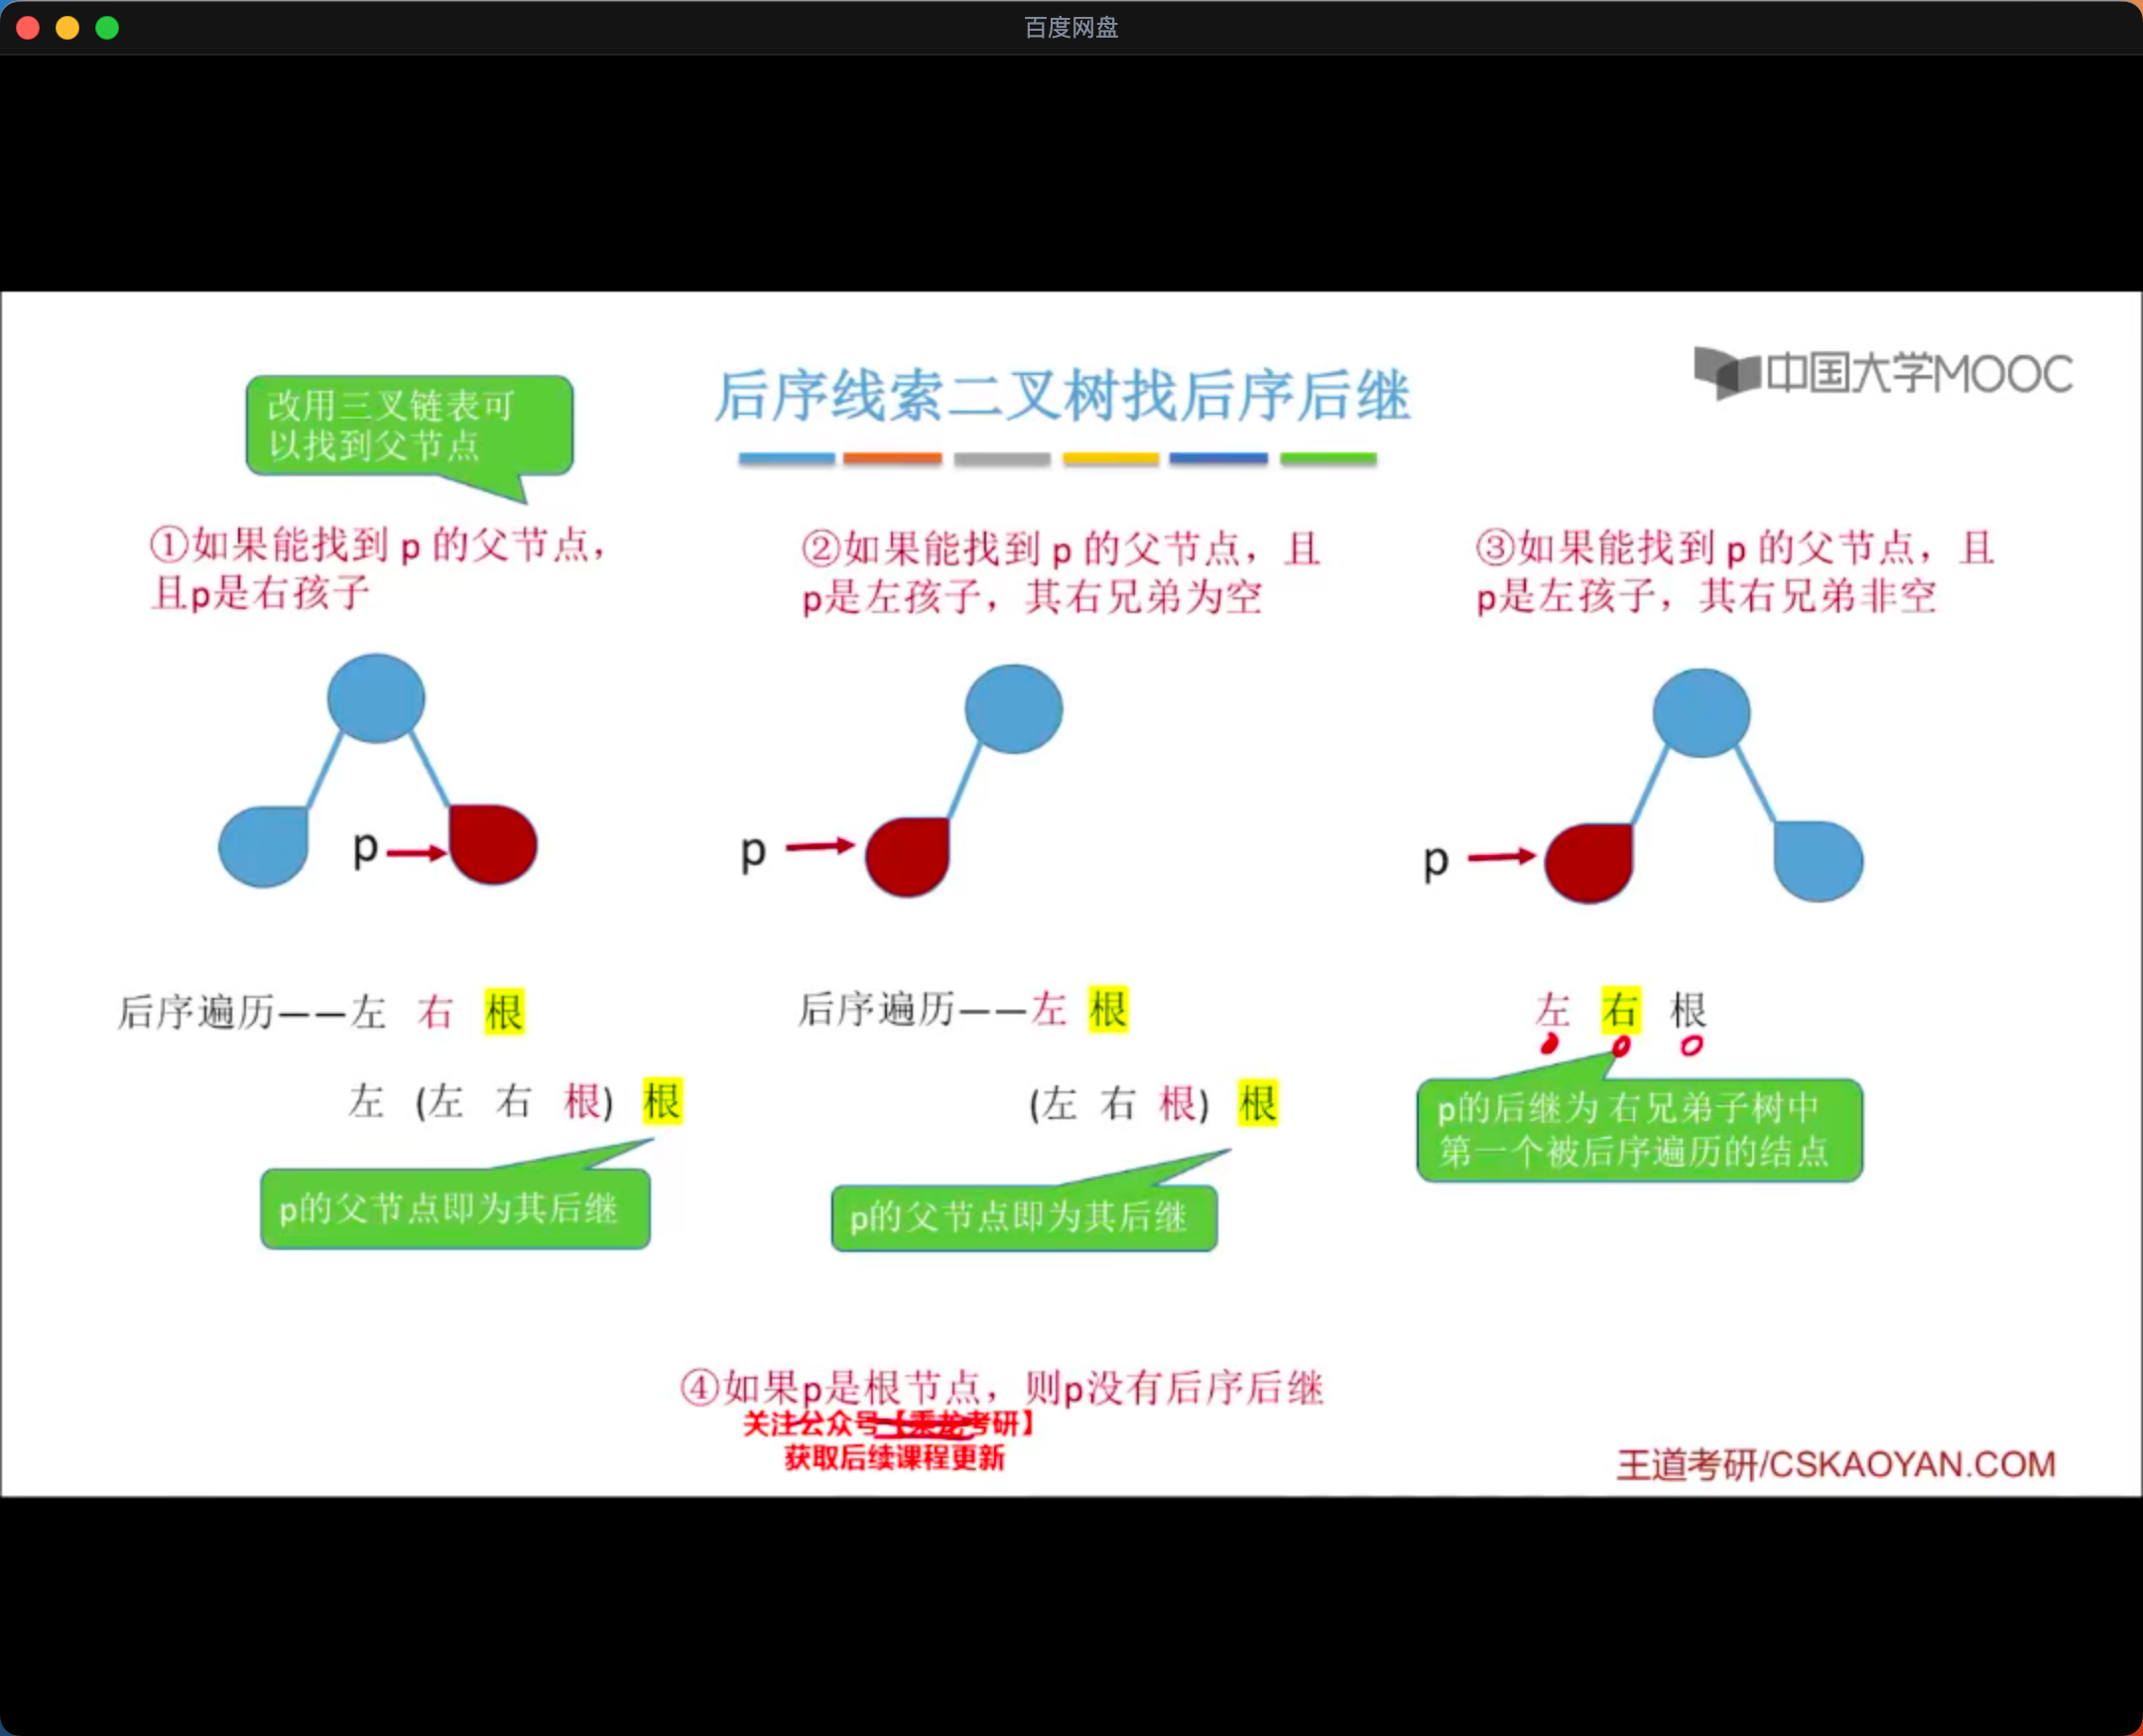 百度网盘
改用三叉链表可
以找到父节点
后序线索二叉树找后序后继
中国大学MOOC
①如果能找到 p 的父节点，
且p是右孩子
②如果能找到 p 的父节点，且
p是左孩子，其右兄弟为空
③如果能找到 p 的父节点，且
p是左孩子，其右兄弟非空
p
p
p
后序遍历——左 右 根
左 (左 右 根) 根
p的父节点即为其后继
后序遍历——左 根
(左 右 根) 根
p的父节点即为其后继
左 右 根
p的后继为 右兄弟子树中
第一个被后序遍历的结点
④如果p是根节点，则p没有后序后继
关注公众号【乘龙考研】
获取后续课程更新
王道考研/CSKAOYAN.COM